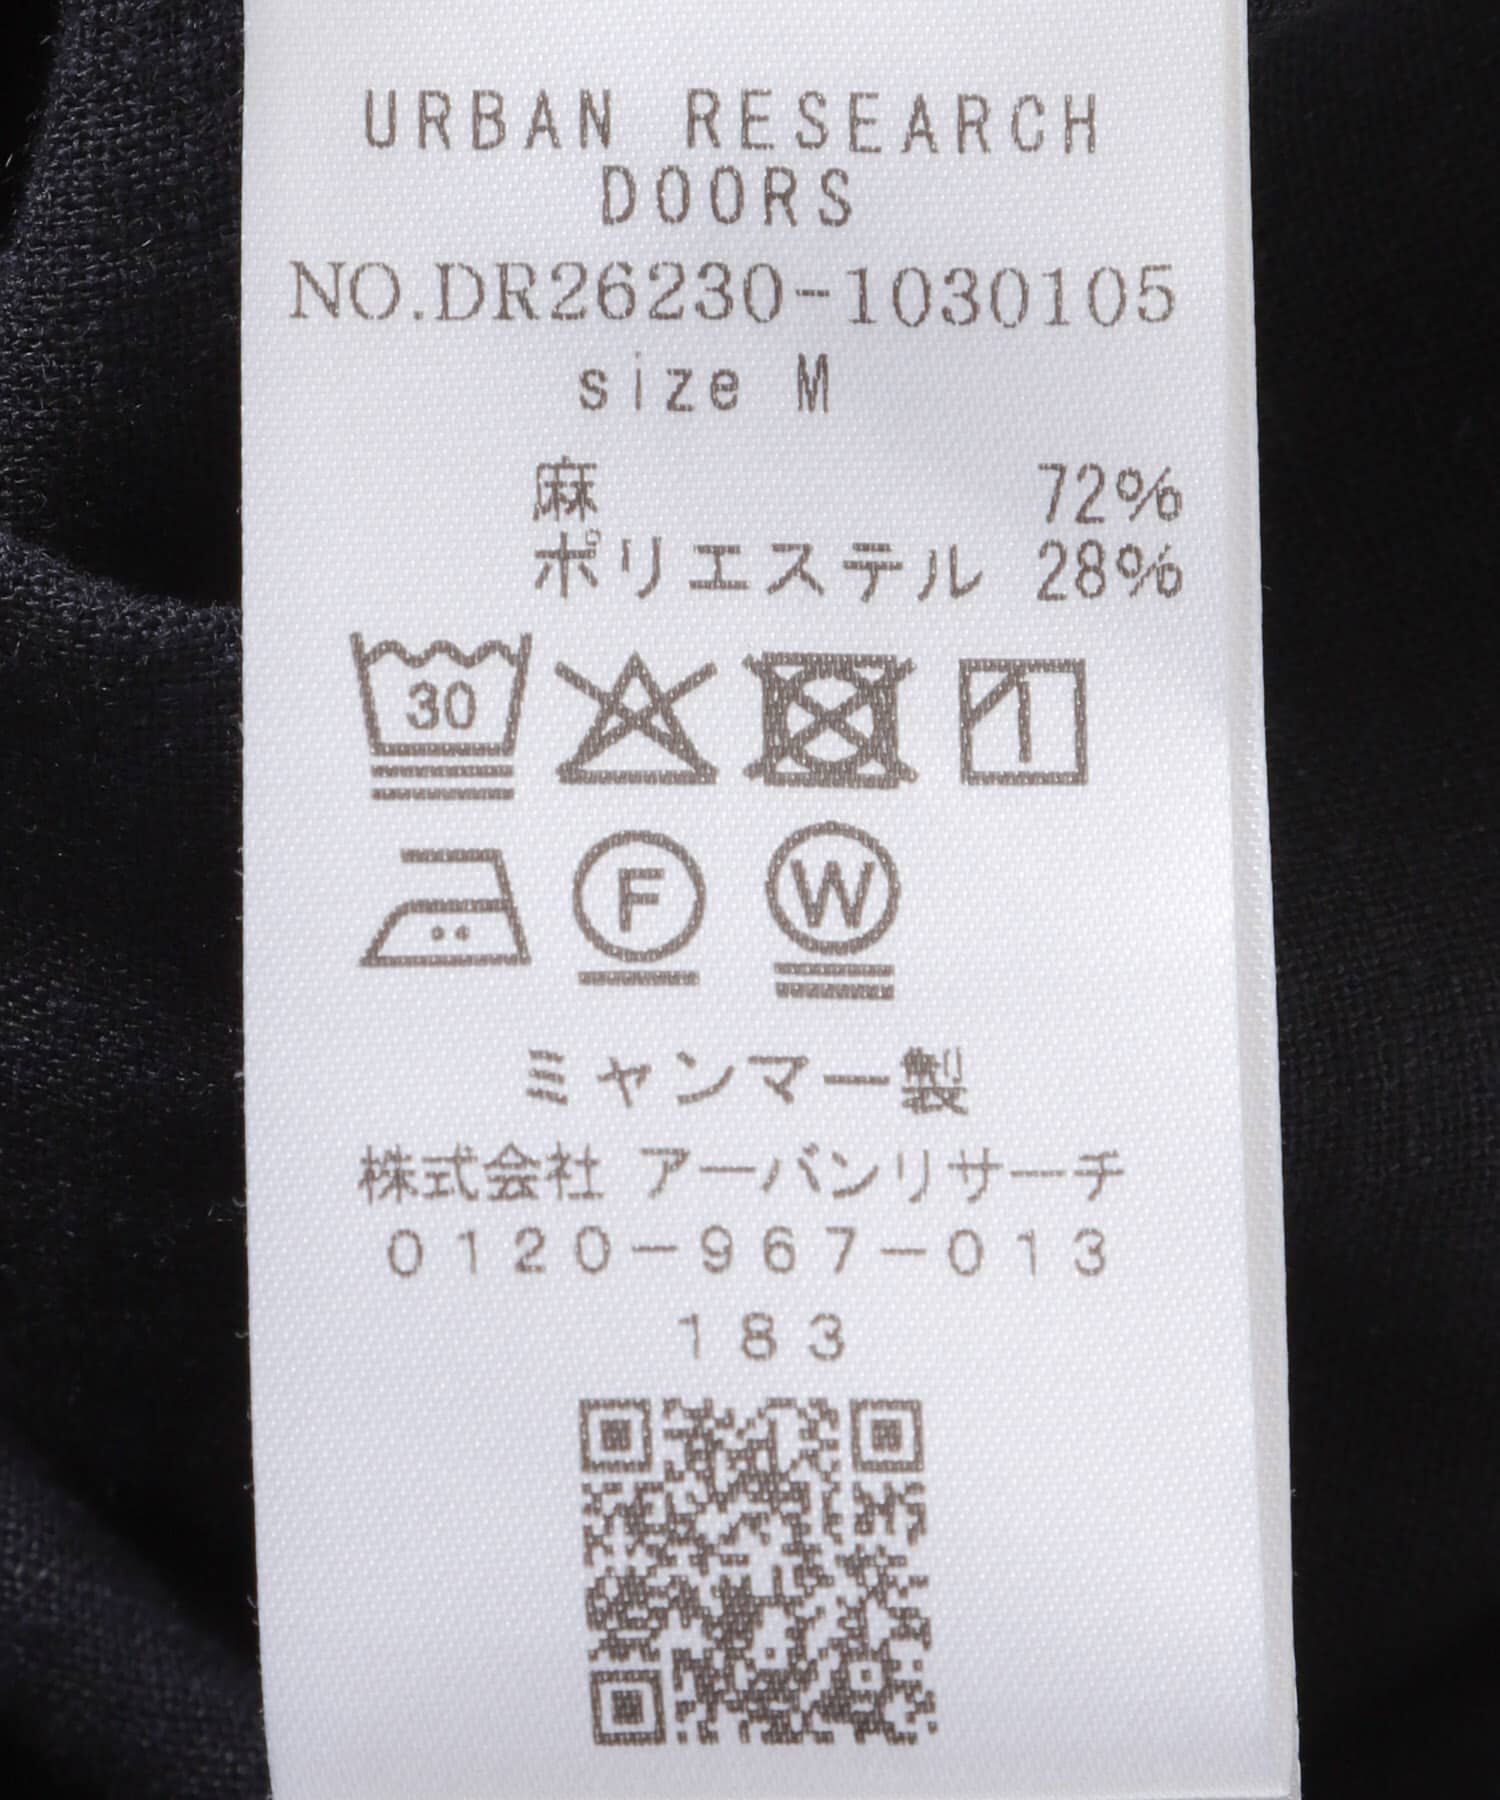 URBAN RESEARCH
DOORS
NO.DR26230-1030105
size M
麻 72%
ポリエステル 28%
30
F W
ミャンマー製
株式会社 アーバンリサーチ
0120-967-013
183